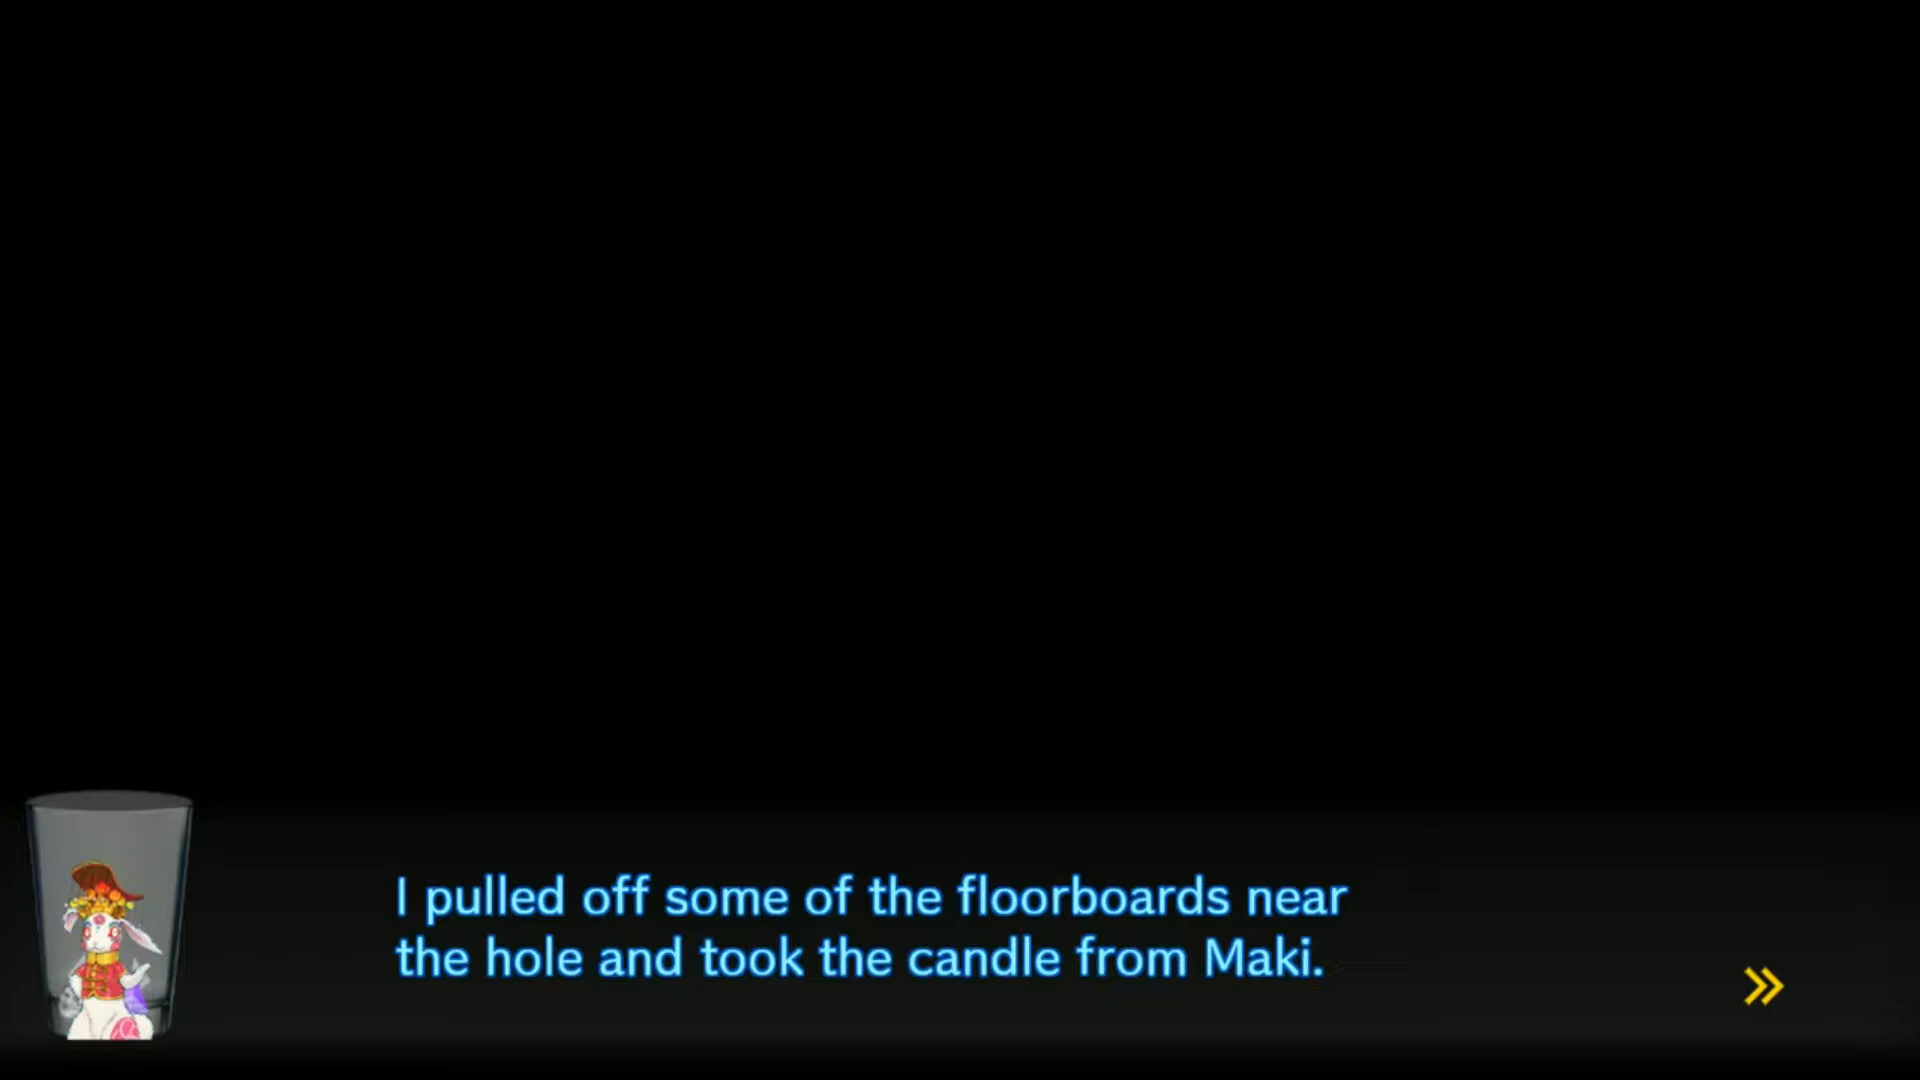 I pulled off some of the floorboards near
the hole and took the candle from Maki.